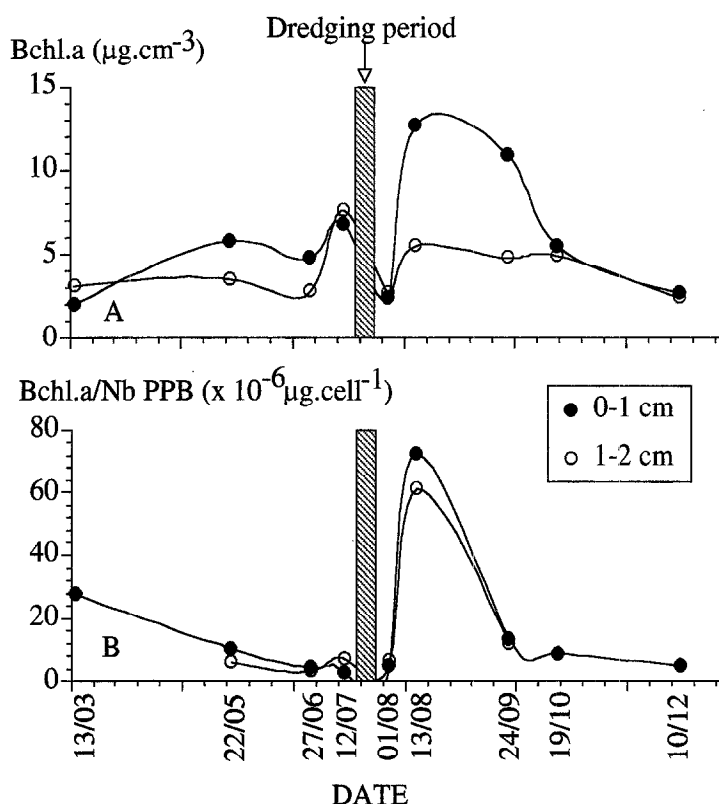 Dredging period
Bchl.a (µg.cm-3)
15
10
5
0
A
Bchl.a/Nb PPB (x 10-6µg.cell-1)
0-1 cm
1-2 cm
80
60
40
20
0
B
13/03
22/05
27/06
12/07
01/08
13/08
24/09
19/10
10/12
DATE